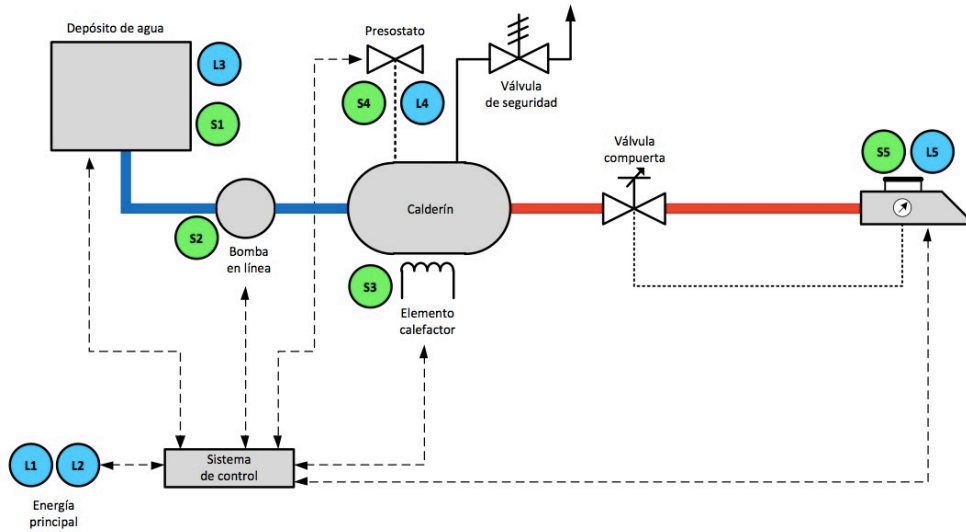 Depósito de agua
L3
S1
Presostato
S4
L4
Válvula
de seguridad
Válvula
compuerta
S5
L5
Calderín
S2
Bomba
en línea
S3
Elemento
calefactor
L1
L2
Sistema
de control
Energía
principal